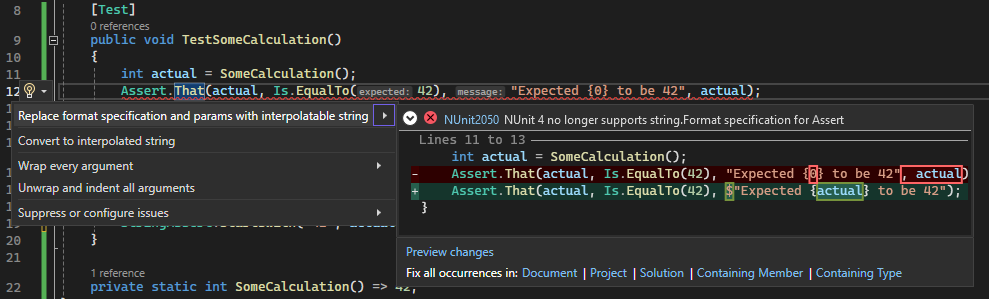 8 [Test]
0 references
9 public void TestSomeCalculation()
10 {
11 int actual = SomeCalculation();
12 Assert.That(actual, Is.EqualTo(expected: 42), message: "Expected {0} to be 42", actual);
Replace format specification and params with interpolatable string
Convert to interpolated string
Wrap every argument
Unwrap and indent all arguments
Suppress or configure issues
NUnit2050 NUnit 4 no longer supports string.Format specification for Assert
Lines 11 to 13
int actual = SomeCalculation();
- Assert.That(actual, Is.EqualTo(42), "Expected {0} to be 42", actual)
+ Assert.That(actual, Is.EqualTo(42), $"Expected {actual} to be 42");
}
Preview changes
Fix all occurrences in: Document | Project | Solution | Containing Member | Containing Type
20 }
21
1 reference
22 private static int SomeCalculation() => 42;